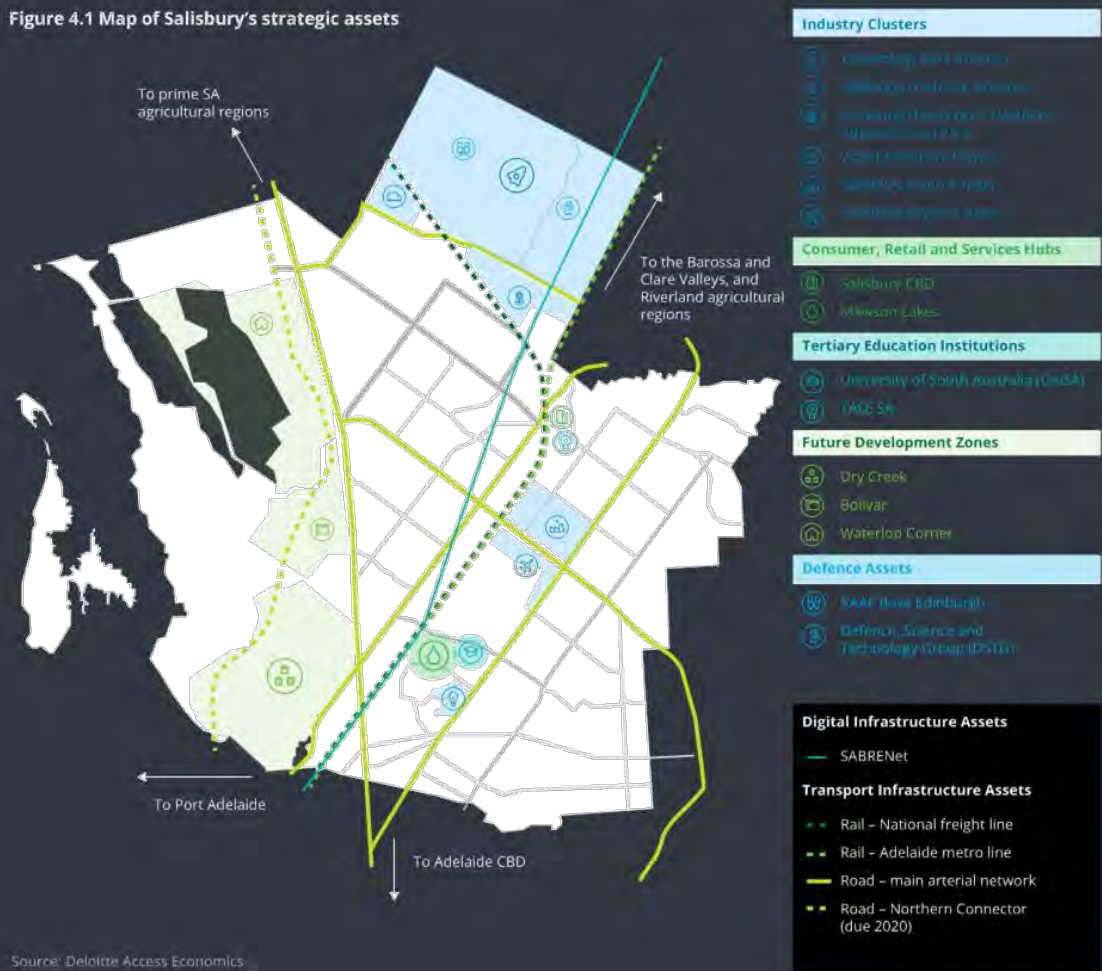 Figure 4.1 Map of Salisbury's strategic assets
To prime SA
agricultural regions
To the Barossa and
Clare Valleys, and
Riverland agricultural
regions
To Port Adelaide
To Adelaide CBD
Source: Deloitte Access Economics
Industry Clusters
Consumer, Retail and Services Hubs
Salisbury CBD
Mawson Lakes
Tertiary Education Institutions
University of South Australia (UniSA)
TAFE SA
Future Development Zones
Dry Creek
Bolivar
Waterloo Corner
Defence Assets
RAAF Base Edinburgh
Defence, Science and
Technology Group (DSTG)
Digital Infrastructure Assets
SABRENet
Transport Infrastructure Assets
Rail – National freight line
Rail – Adelaide metro line
Road – main arterial network
Road – Northern Connector
(due 2020)